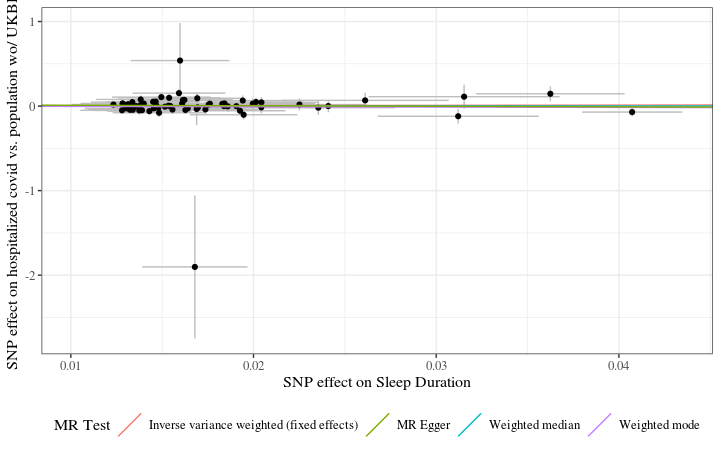 SNP effect on hospitalized covid vs. population wo/ UKBI
1
0
-1
-2
0.01 0.02 0.03 0.04
SNP effect on Sleep Duration
MR Test Inverse variance weighted (fixed effects) MR Egger Weighted median Weighted mode